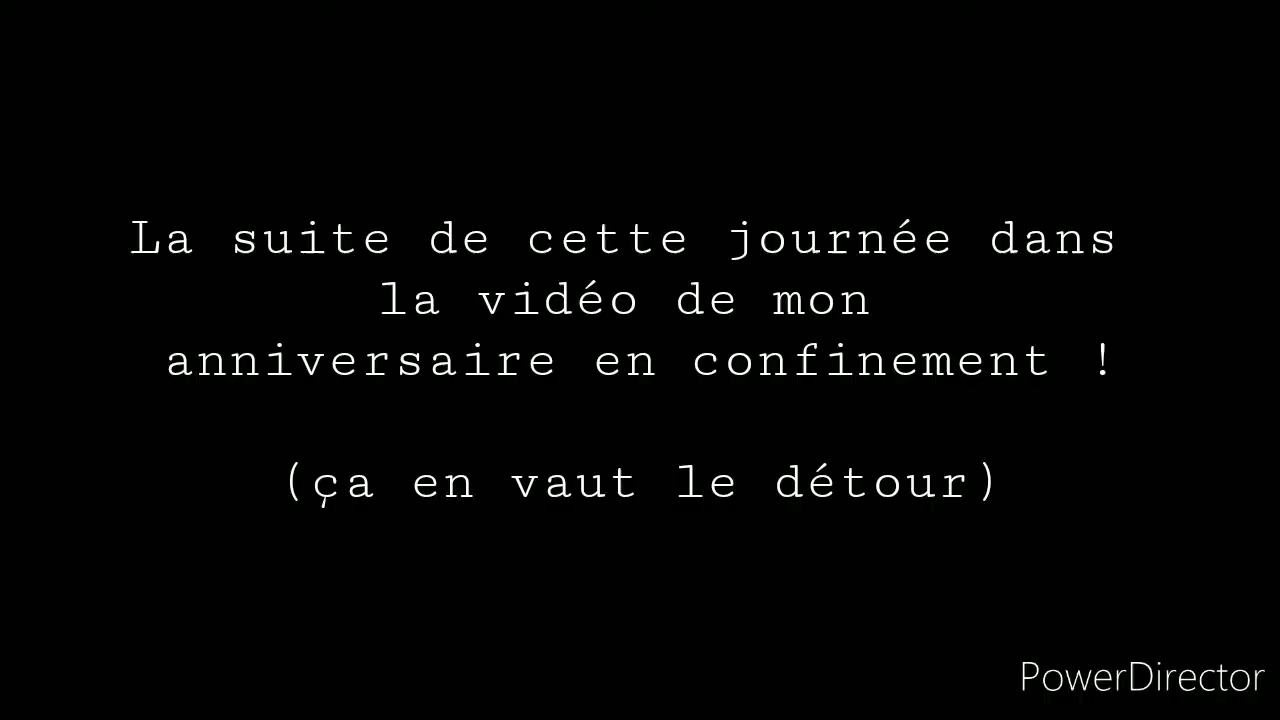 La suite de cette journée dans
la vidéo de mon
anniversaire en confinement !
(ça en vaut le détour)
PowerDirector